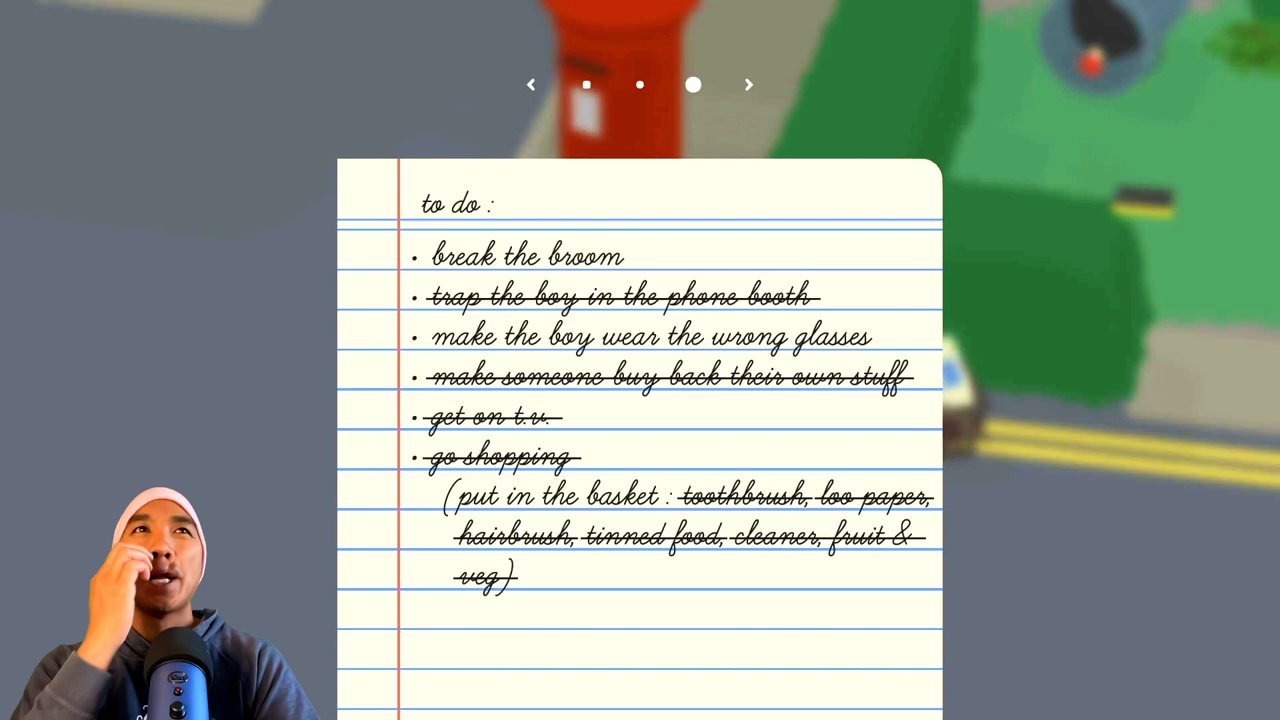 to do :
• break the broom
• trap the boy in the phone booth
• make the boy wear the wrong glasses
• make someone buy back their own stuff
• get on t.v.
• go shopping
(put in the basket : toothbrush, loo paper,
hairbrush, tinned food, cleaner, fruit &
veg)